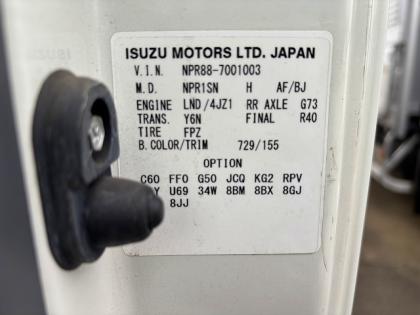 ISUZU MOTORS LTD. JAPAN
V.I.N. NPR88-7001003
M.D. NPR1SN H AF/BJ
ENGINE LND/4JZ1 RR AXLE G73
TRANS. Y6N FINAL R40
TIRE FPZ
B.COLOR/TRIM 729/155
OPTION
C60 FF0 G50 JCQ KG2 RPV
U69 34W 8BM 8BX 8GJ
8JJ